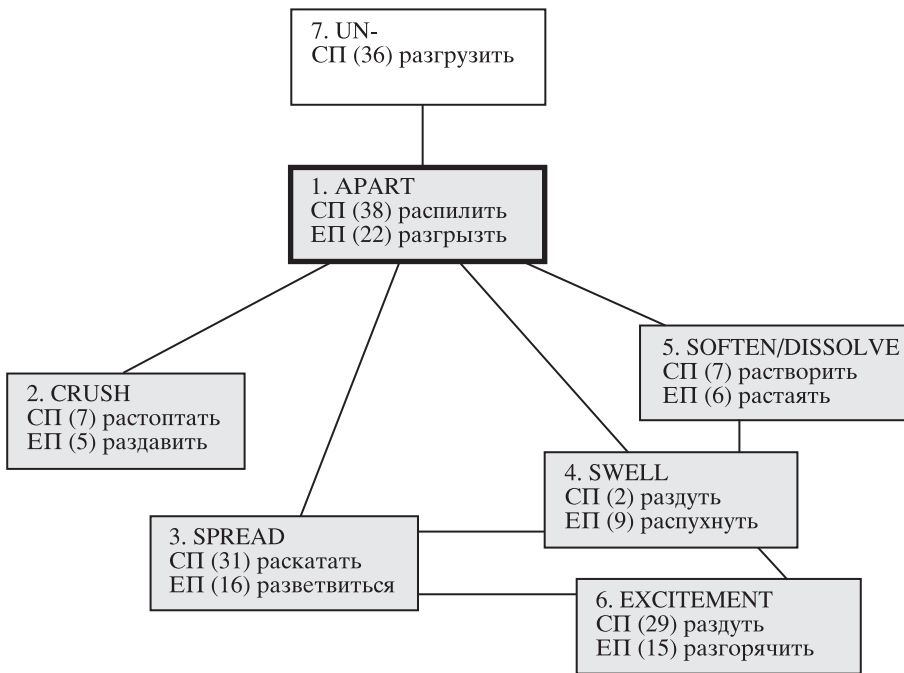 7. UN-
СП (36) разгрузить
1. APART
СП (38) распилить
ЕП (22) разгрызть
5. SOFTEN/DISSOLVE
СП (7) растворить
ЕП (6) растаять
2. CRUSH
СП (7) растоптать
ЕП (5) раздавить
4. SWELL
СП (2) раздуть
ЕП (9) распухнуть
3. SPREAD
СП (31) раскатать
ЕП (16) разветвиться
6. EXCITEMENT
СП (29) раздуть
ЕП (15) разгорячить